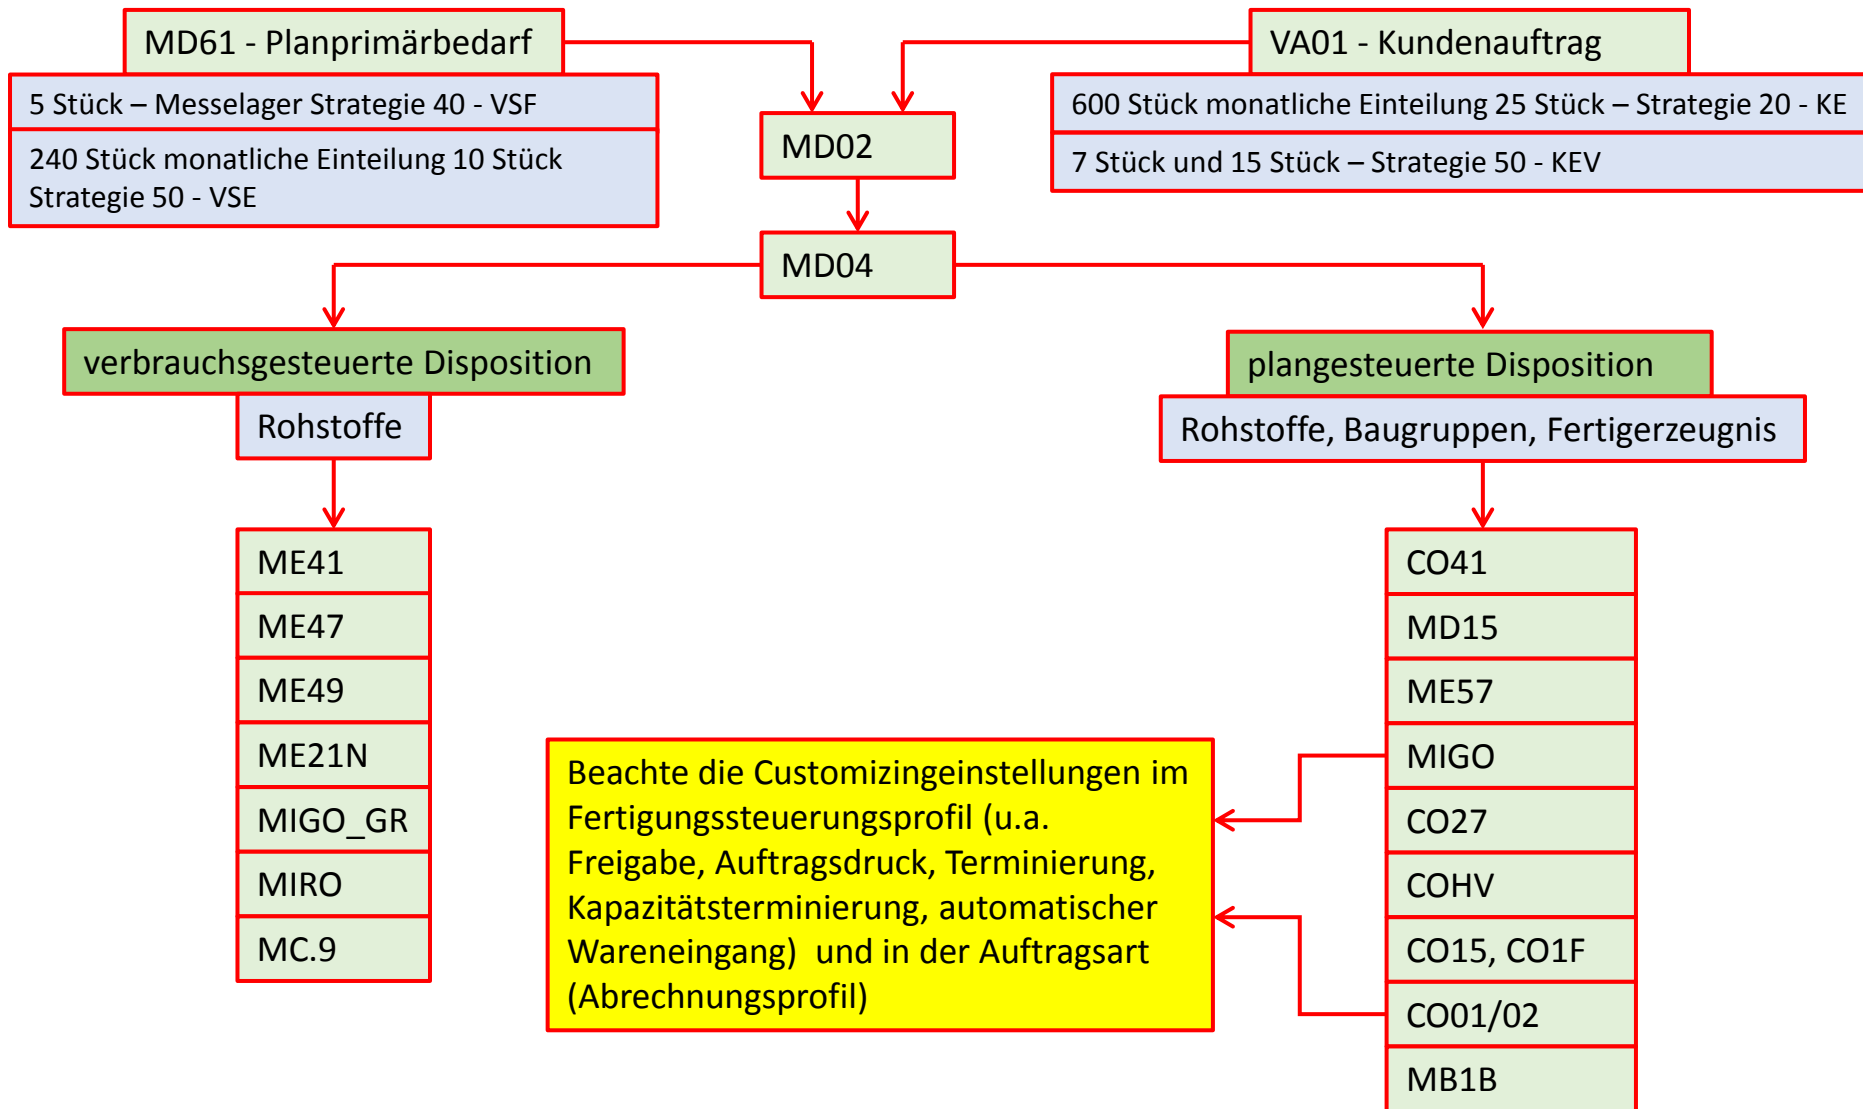 MD61 - Planprimärbedarf
5 Stück – Messelager Strategie 40 - VSF
240 Stück monatliche Einteilung 10 Stück
Strategie 50 - VSE
VA01 - Kundenauftrag
600 Stück monatliche Einteilung 25 Stück – Strategie 20 - KE
7 Stück und 15 Stück – Strategie 50 - KEV
MD02
MD04
verbrauchsgesteuerte Disposition
Rohstoffe
ME41
ME47
ME49
ME21N
MIGO_GR
MIRO
MC.9
plangesteuerte Disposition
Rohstoffe, Baugruppen, Fertigerzeugnis
CO41
MD15
ME57
MIGO
CO27
COHV
CO15, CO1F
CO01/02
MB1B
Beachte die Customizingeinstellungen im
Fertigungssteuerungsprofil (u.a.
Freigabe, Auftragsdruck, Terminierung,
Kapazitätsterminierung, automatischer
Wareneingang)  und in der Auftragsart
(Abrechnungsprofil)